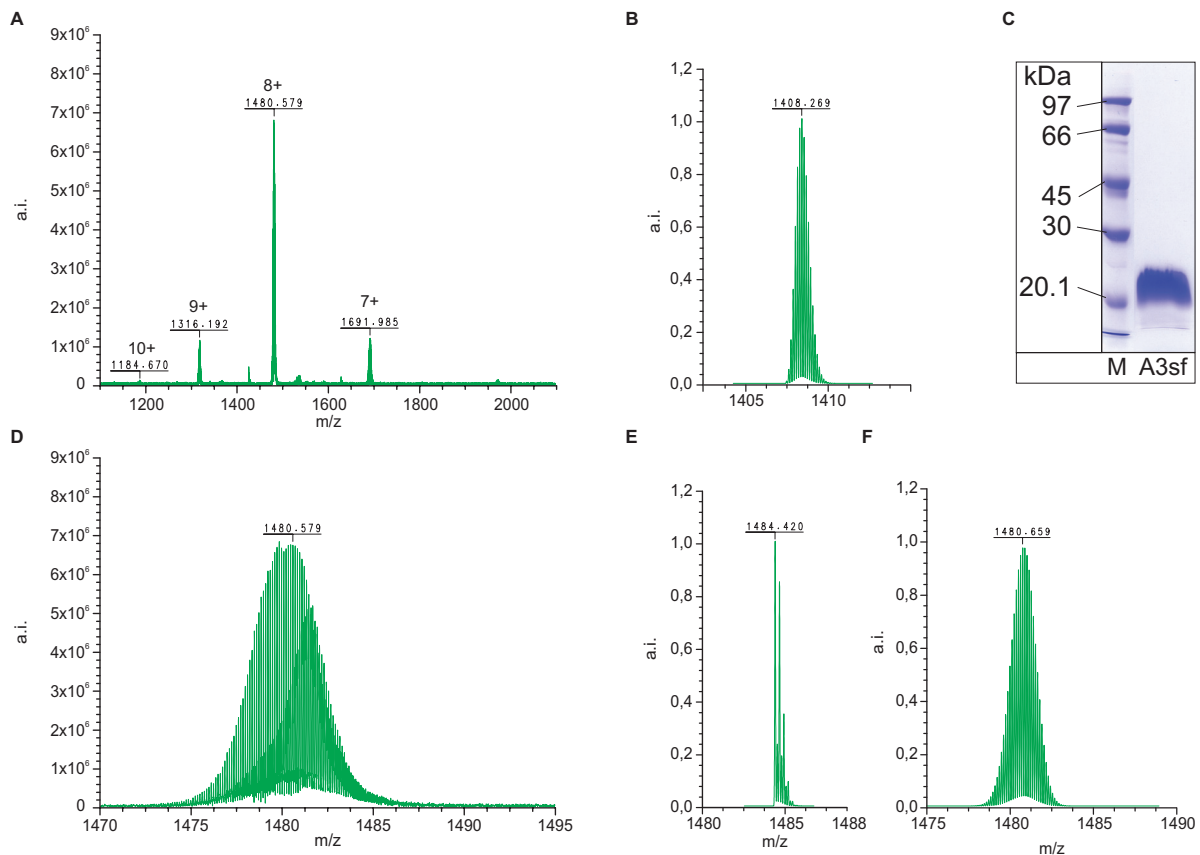 A
9x10⁶
8x10⁶
7x10⁶
6x10⁶
5x10⁶
4x10⁶
3x10⁶
2x10⁶
1x10⁶
0
a.i.
8+
1480.579
9+
1316.192
10+
1184.670
7+
1691.985
1200 1400 1600 1800 2000
m/z
B
1,2
1,0
0,8
0,6
0,4
0,2
0,0
a.i.
1408.269
1405 1410
m/z
C
kDa
97
66
45
30
20.1
M A3sf
D
9x10⁶
8x10⁶
7x10⁶
6x10⁶
5x10⁶
4x10⁶
3x10⁶
2x10⁶
1x10⁶
0
a.i.
1480.579
1470 1475 1480 1485 1490 1495
m/z
E
1,2
1,0
0,8
0,6
0,4
0,2
0,0
a.i.
1484.420
1480 1485 1488
m/z
F
1,2
1,0
0,8
0,6
0,4
0,2
0,0
a.i.
1480.659
1475 1480 1485 1490
m/z